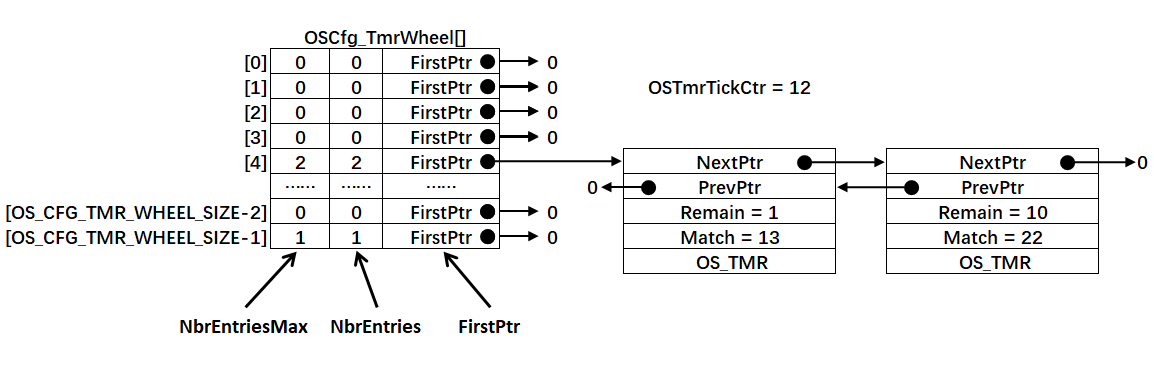 OSCfg_TmrWheel[]
[0] 0 0 FirstPtr 0
[1] 0 0 FirstPtr 0
OSTmrTickCtr = 12
[2] 0 0 FirstPtr 0
[3] 0 0 FirstPtr 0
[4] 2 2 FirstPtr NextPtr NextPtr 0
…… …… …… 0 PrevPtr PrevPtr
[OS_CFG_TMR_WHEEL_SIZE-2] 0 0 FirstPtr 0 Remain = 1 Remain = 10
[OS_CFG_TMR_WHEEL_SIZE-1] 1 1 FirstPtr 0 Match = 13 Match = 22
OS_TMR OS_TMR
NbrEntriesMax NbrEntries FirstPtr